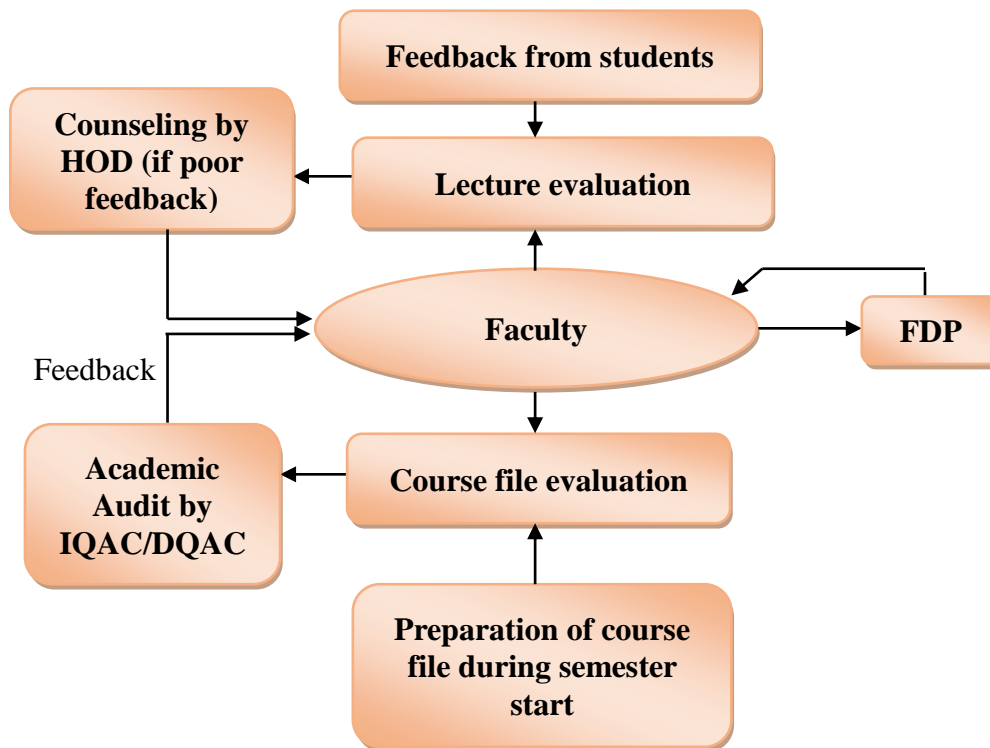 Feedback from students
Counseling by
HOD (if poor
feedback)
Lecture evaluation
Faculty
FDP
Feedback
Academic
Audit by
IQAC/DQAC
Course file evaluation
Preparation of course
file during semester
start